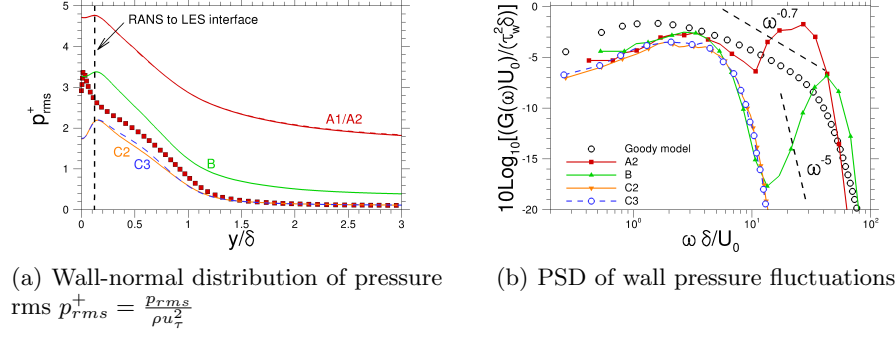 5
4
3
2
1
0
0
0.5
1
1.5
2
2.5
3
p⁺rms
y/δ
RANS to LES interface
A1/A2
B
C2
C3
0
-5
-10
-15
-20
10⁰
10¹
10²
10Log₁₀[(G(ω)U₀)/(τ²wδ)]
ω δ/U₀
ω⁻⁰·⁷
ω⁻⁵
Goody model
A2
B
C2
C3
(a) Wall-normal distribution of pressure
rms p⁺rms = prms/ρu²τ
(b) PSD of wall pressure fluctuations